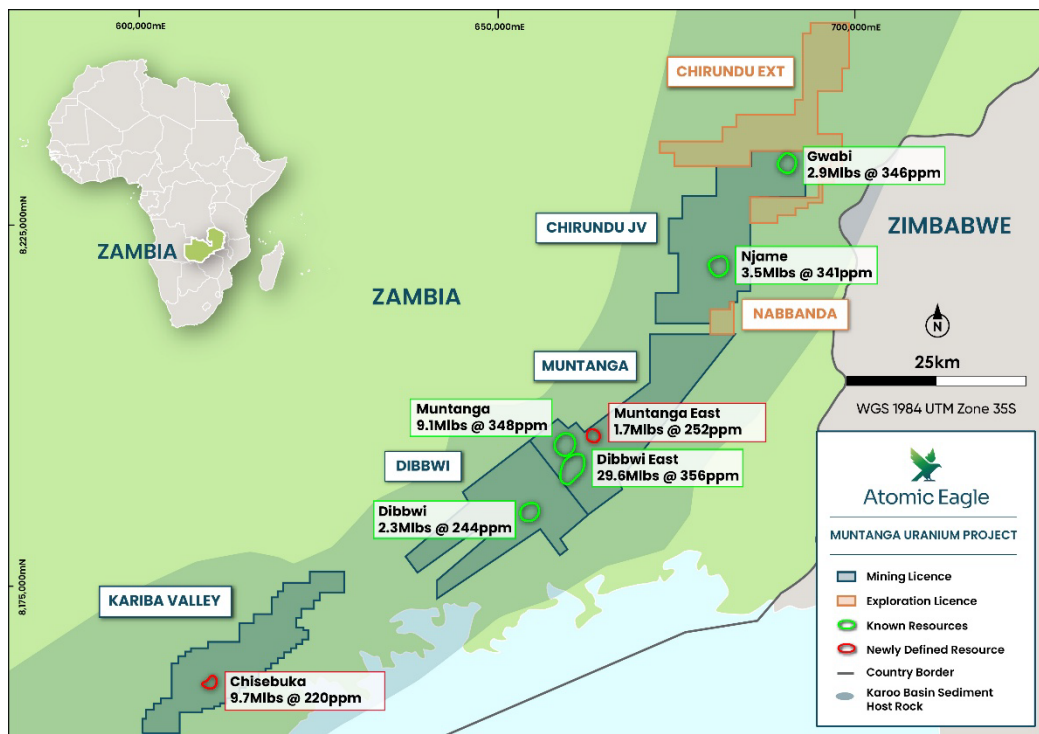 600,000mE
650,000mE
700,000mE
8,225,000mN
8,175,000mN
ZAMBIA
ZAMBIA
ZIMBABWE
CHIRUNDU EXT
Gwabi
2.9Mlbs @ 346ppm
CHIRUNDU JV
Njame
3.5Mlbs @ 341ppm
NABBANDA
MUNTANGA
Muntanga
9.1Mlbs @ 348ppm
Muntanga East
1.7Mlbs @ 252ppm
DIBBWI
Dibbwi East
29.6Mlbs @ 356ppm
Dibbwi
2.3Mlbs @ 244ppm
KARIBA VALLEY
Chisebuka
9.7Mlbs @ 220ppm
N
25km
WGS 1984 UTM Zone 35S
Atomic Eagle
MUNTANGA URANIUM PROJECT
Mining Licence
Exploration Licence
Known Resources
Newly Defined Resource
Country Border
Karoo Basin Sediment
Host Rock